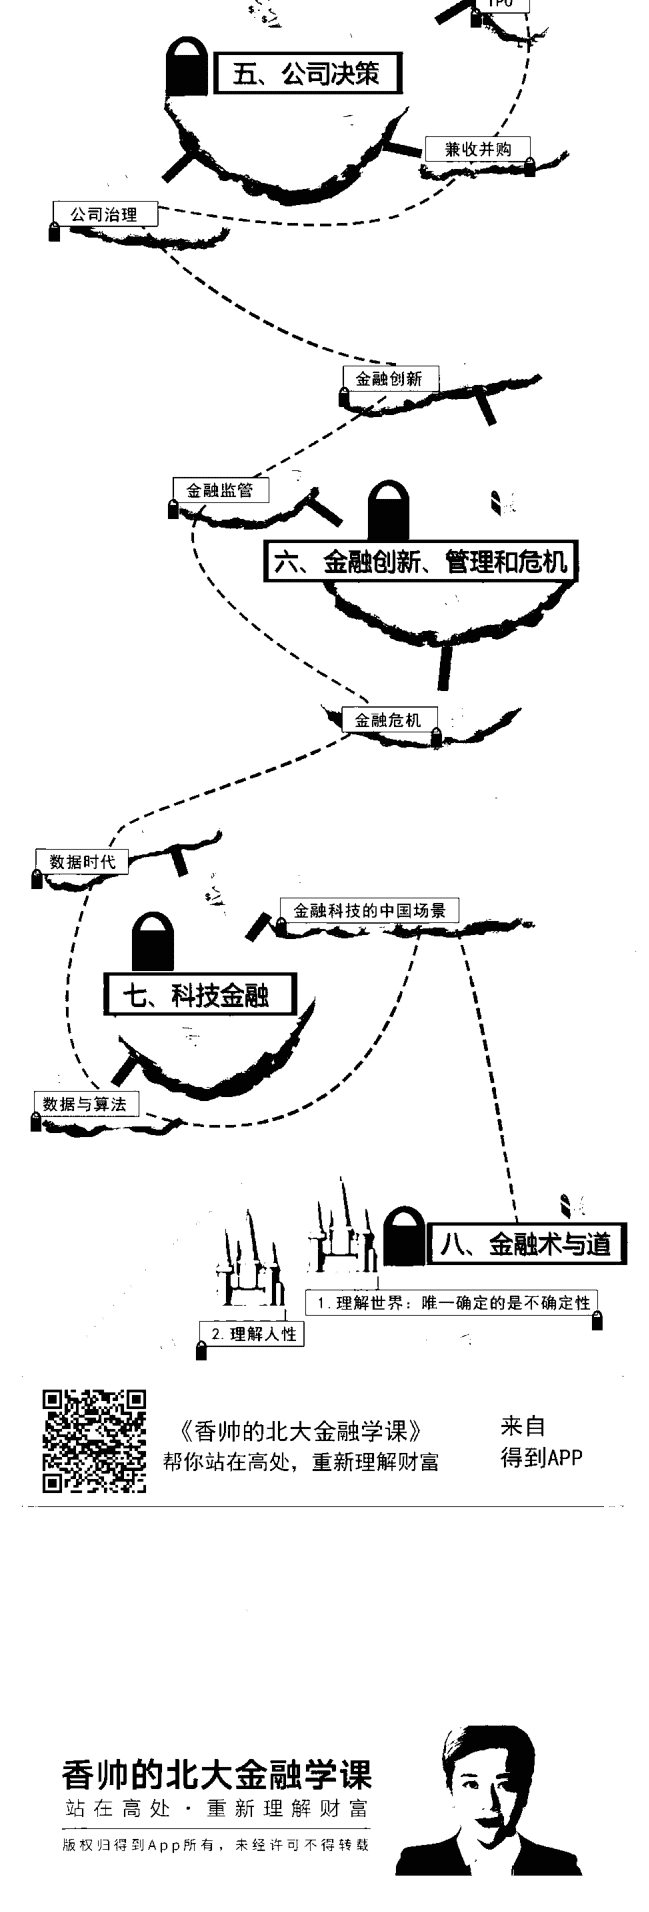 IPO
五、公司决策
兼收并购
公司治理
金融创新
金融监管
六、金融创新、管理和危机
金融危机
数据时代
金融科技的中国场景
七、科技金融
数据与算法
八、金融术与道
1.理解世界：唯一确定的是不确定性
2.理解人性
《香帅的北大金融学课》
帮你站在高处，重新理解财富
来自
得到APP
香帅的北大金融学课
站在高处·重新理解财富
版权归得到App所有，未经许可不得转载